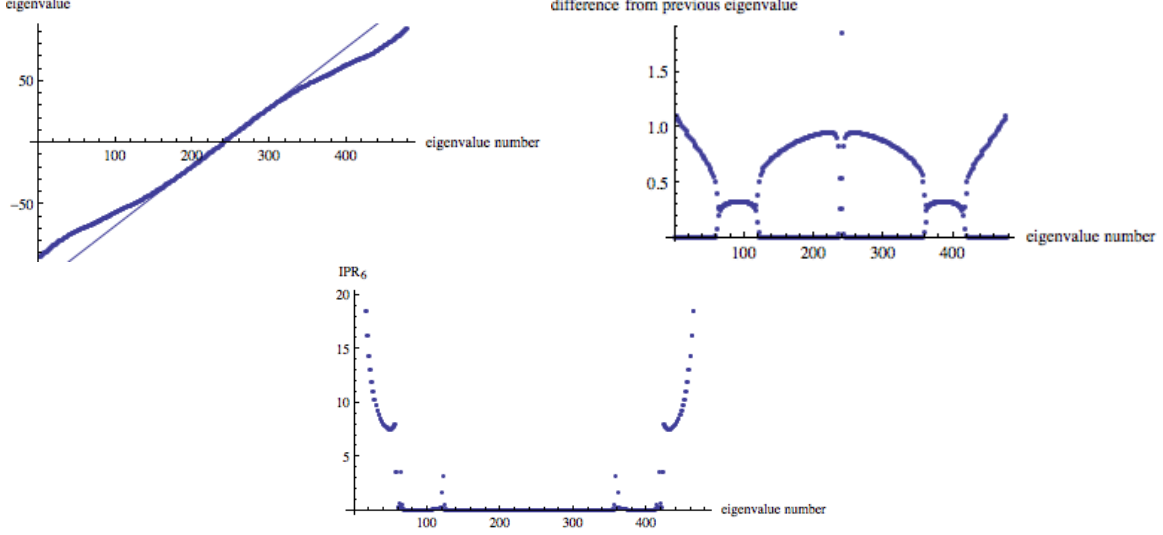 eigenvalue
50
-50
100 200 300 400
eigenvalue number
difference from previous eigenvalue
1.5
1.0
0.5
100 200 300 400
eigenvalue number
IPR6
20
15
10
5
100 200 300 400
eigenvalue number